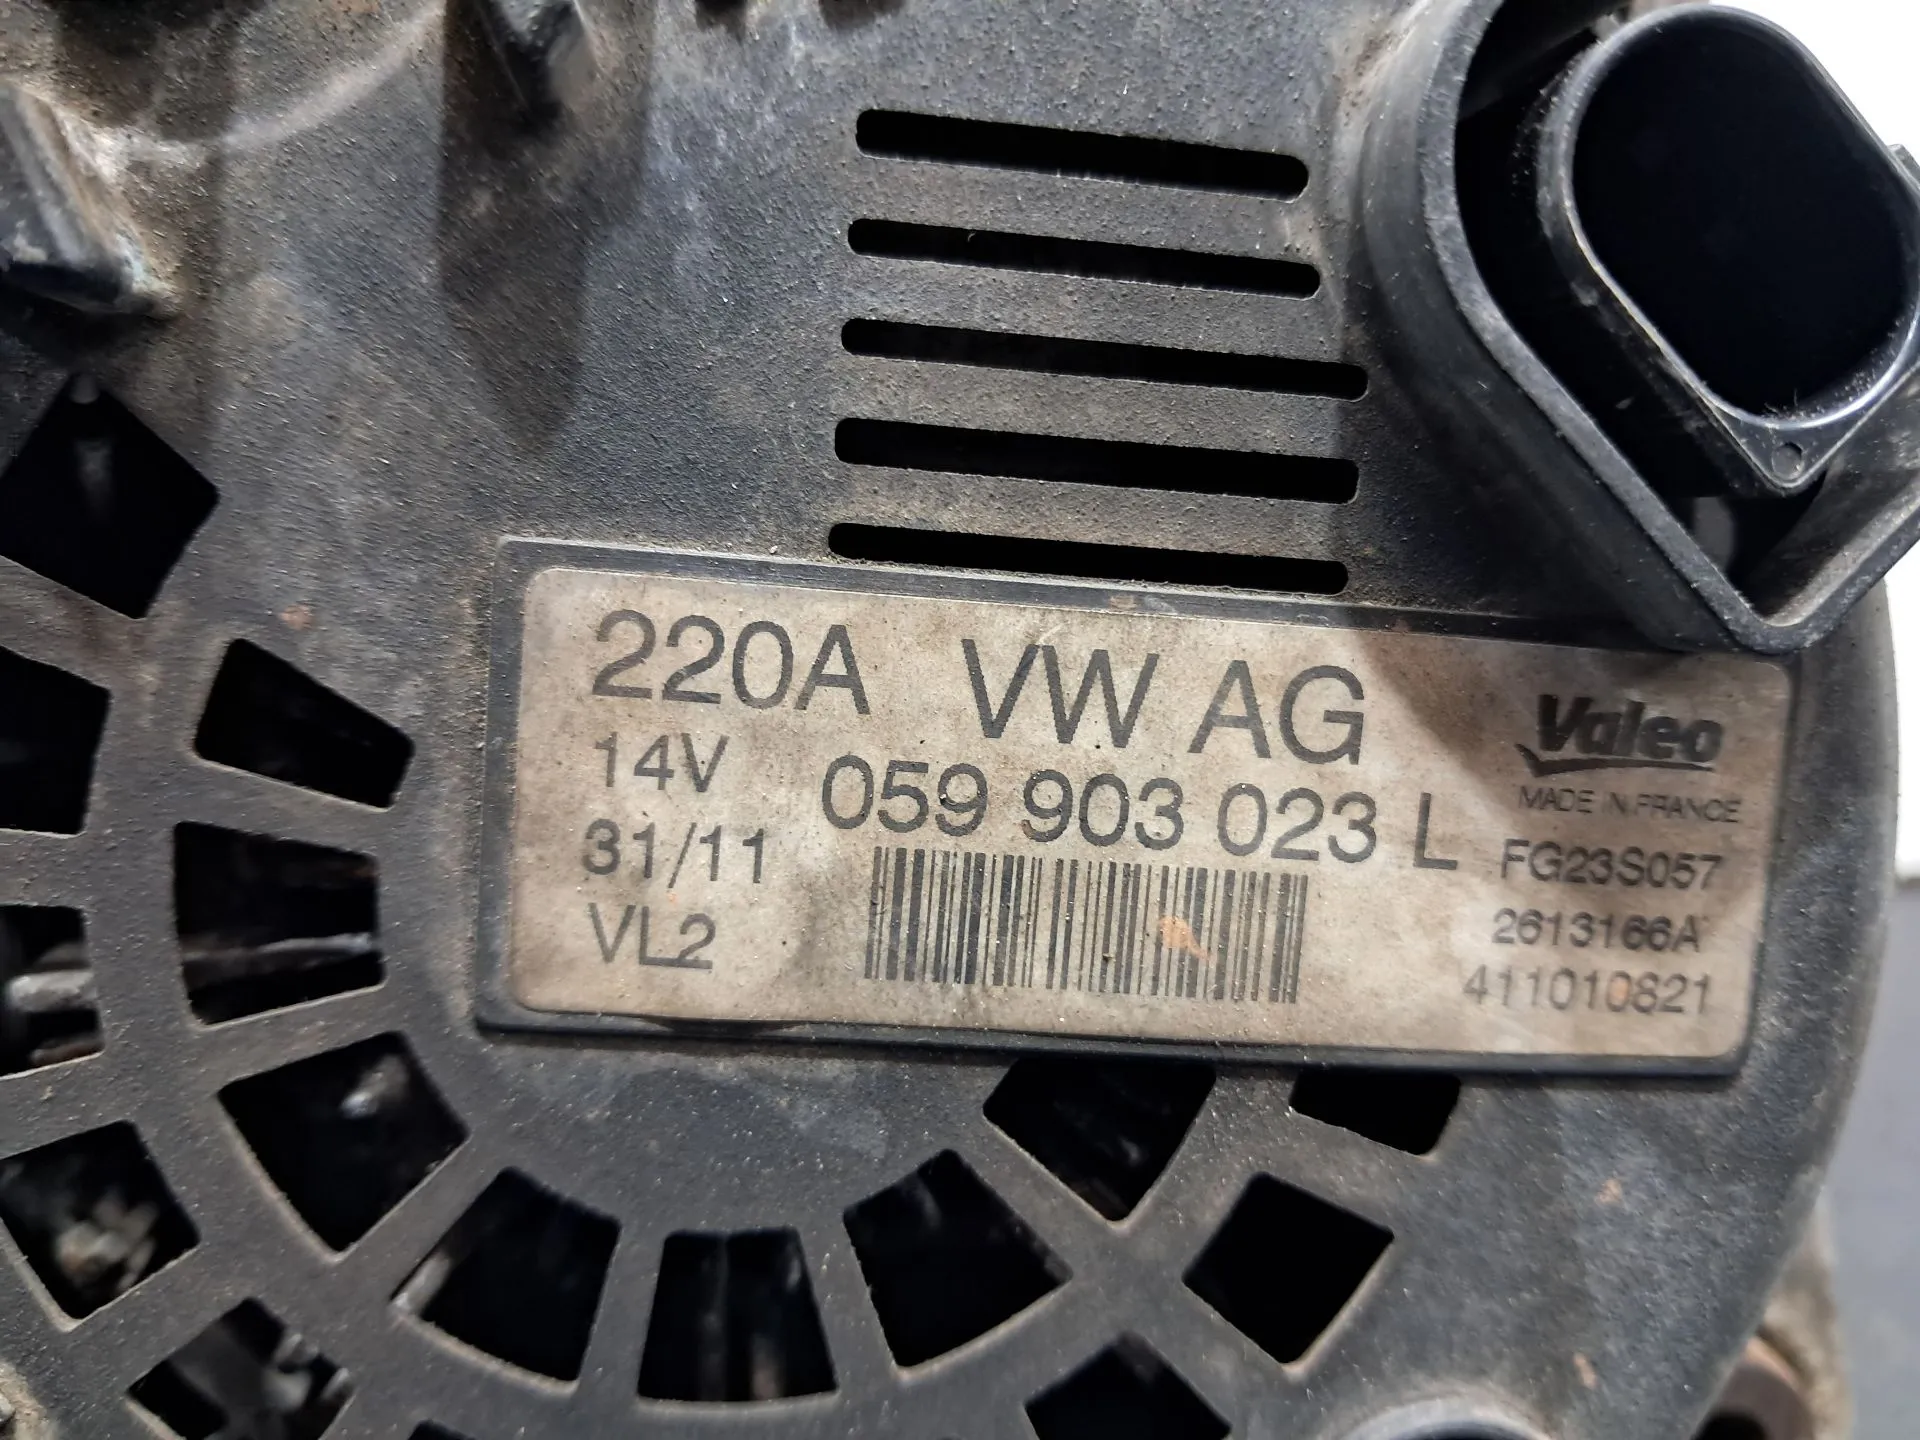 220A VW AG
14V 059 903 023 L
31/11
VL2
Valeo
MADE IN FRANCE
FG23S057
2613166A
411010821